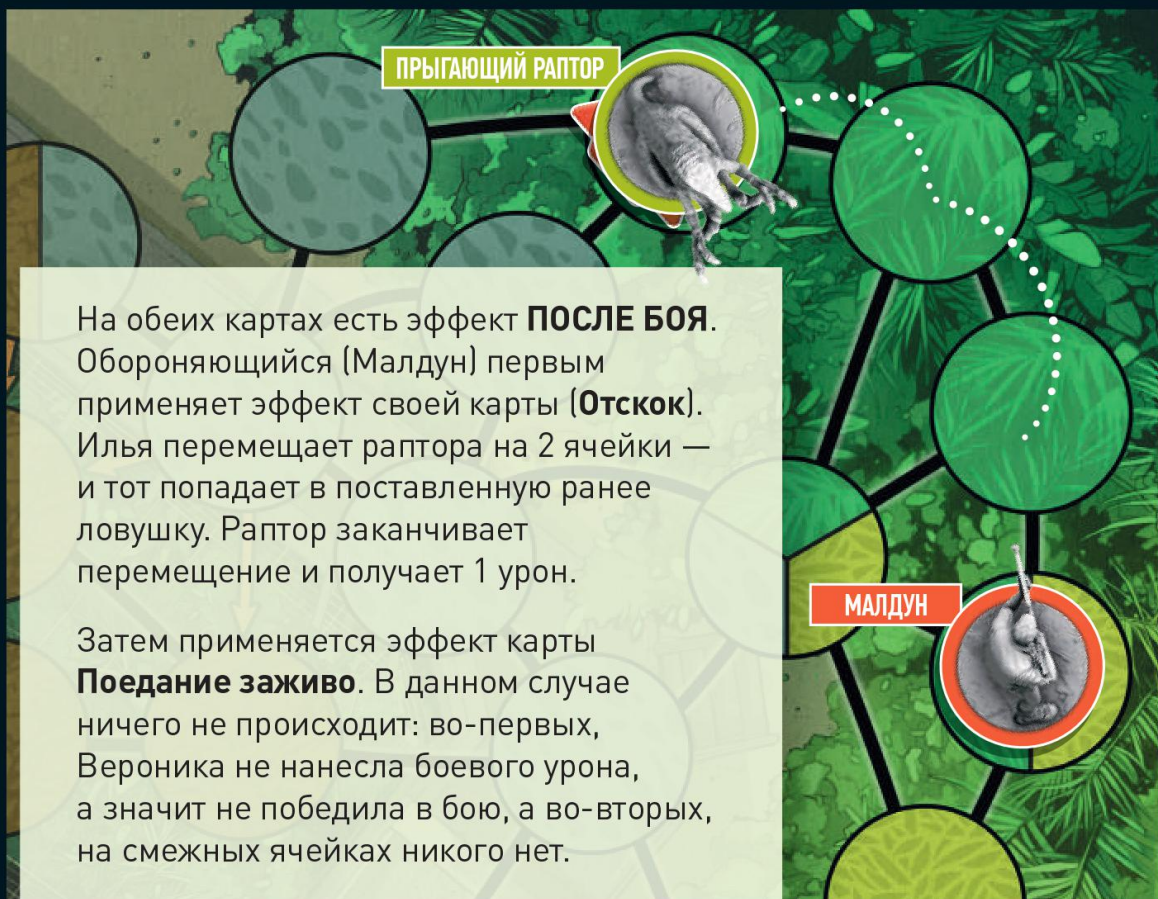 ПРЫГАЮЩИЙ РАПТОР
На обеих картах есть эффект ПОСЛЕ БОЯ.
Обороняющийся (Малдун) первым
применяет эффект своей карты (Отскок).
Илья перемещает раптора на 2 ячейки —
и тот попадает в поставленную ранее
ловушку. Раптор заканчивает
перемещение и получает 1 урон.
МАЛДУН
Затем применяется эффект карты
Поедание заживо. В данном случае
ничего не происходит: во-первых,
Вероника не нанесла боевого урона,
а значит не победила в бою, а во-вторых,
на смежных ячейках никого нет.